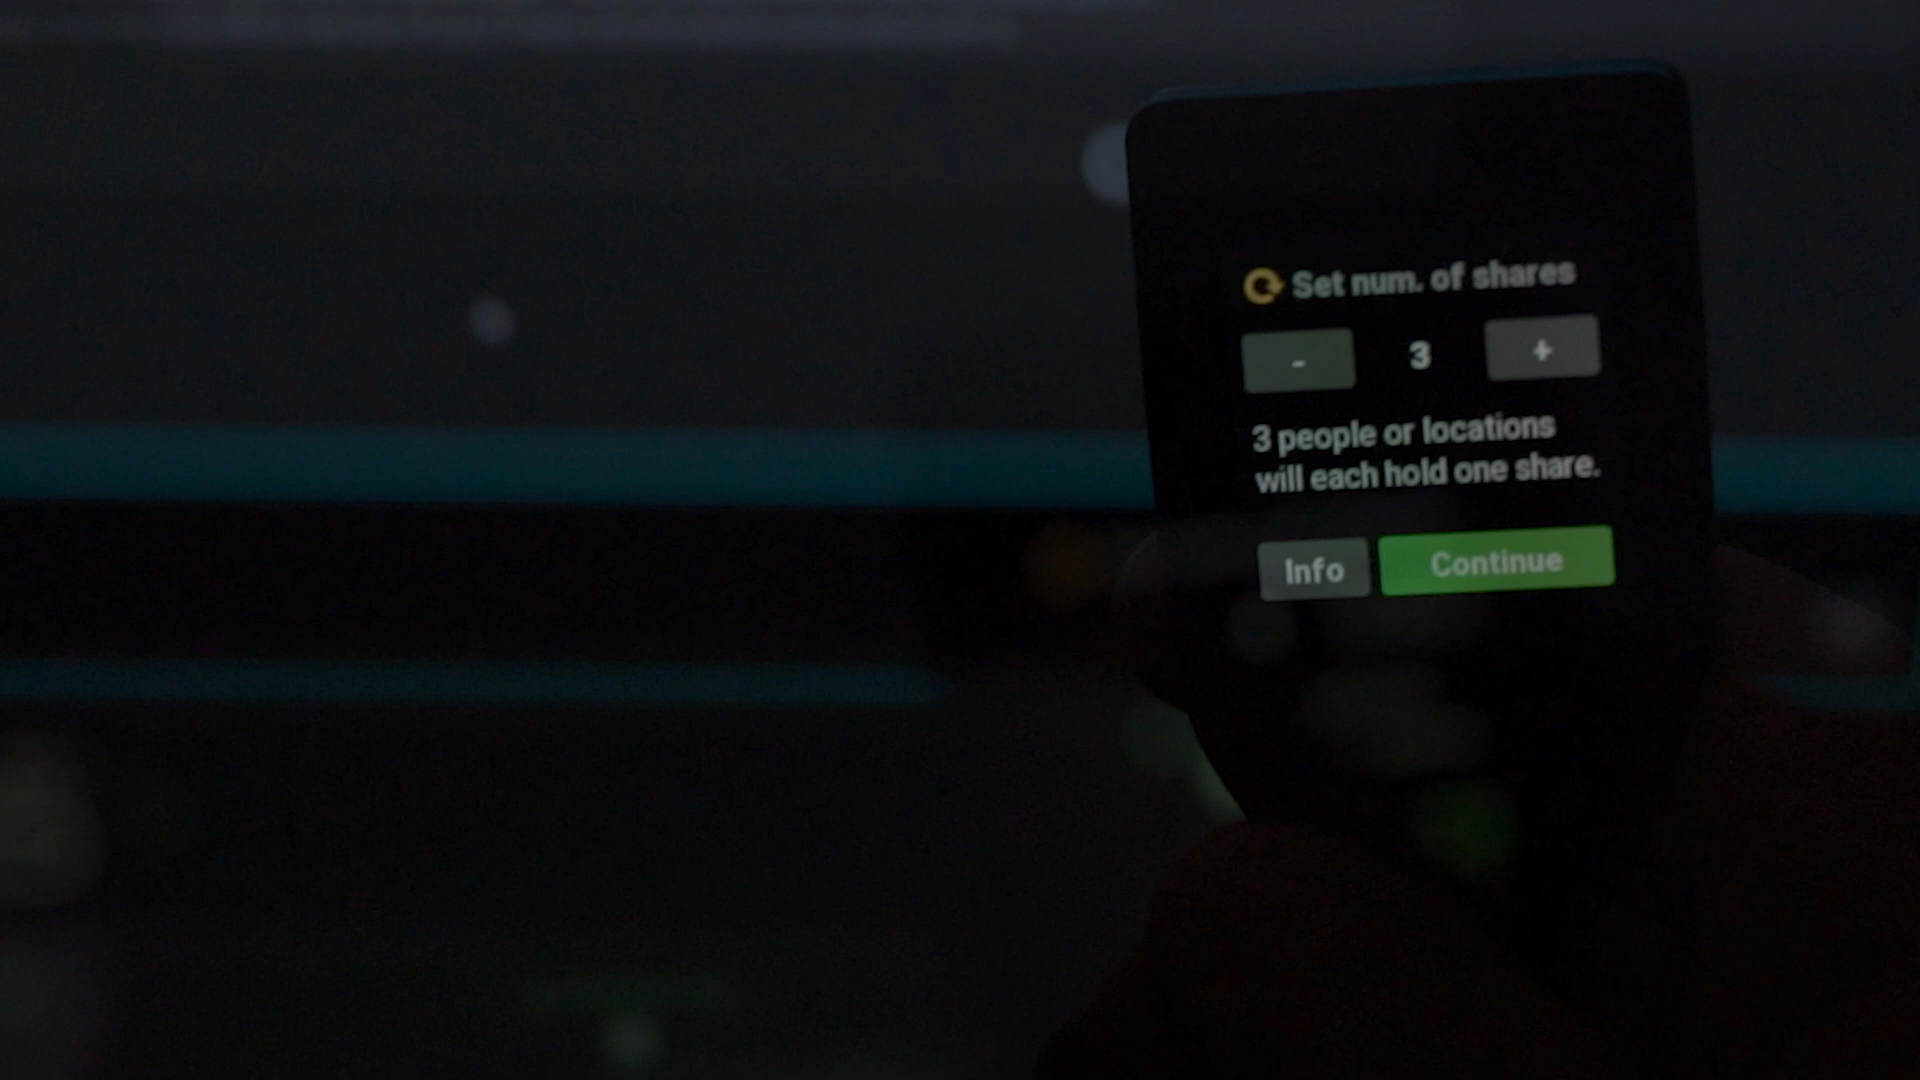 Set num. of shares
- 3 +
3 people or locations
will each hold one share.
Info Continue